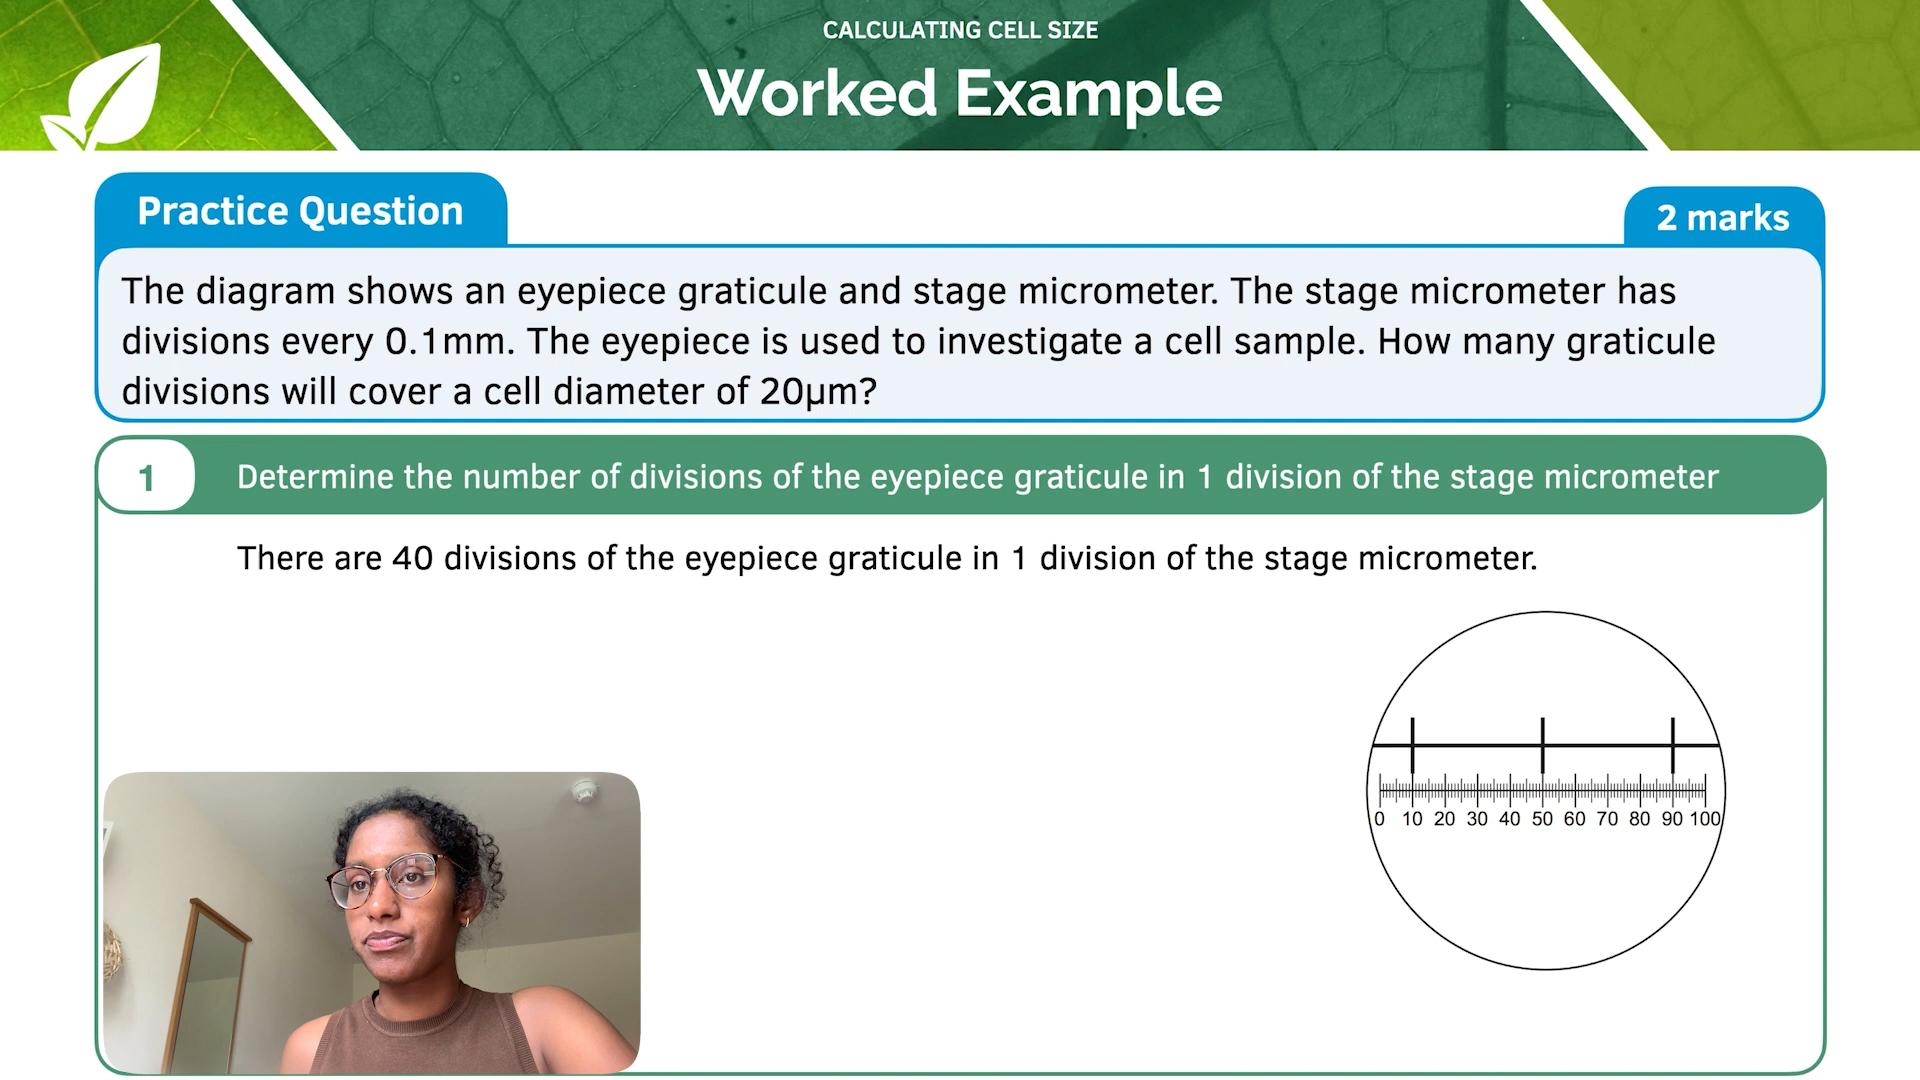 CALCULATING CELL SIZE
Worked Example
Practice Question
2 marks
The diagram shows an eyepiece graticule and stage micrometer. The stage micrometer has
divisions every 0.1mm. The eyepiece is used to investigate a cell sample. How many graticule
divisions will cover a cell diameter of 20µm?
1 Determine the number of divisions of the eyepiece graticule in 1 division of the stage micrometer
There are 40 divisions of the eyepiece graticule in 1 division of the stage micrometer.
0 10 20 30 40 50 60 70 80 90 100